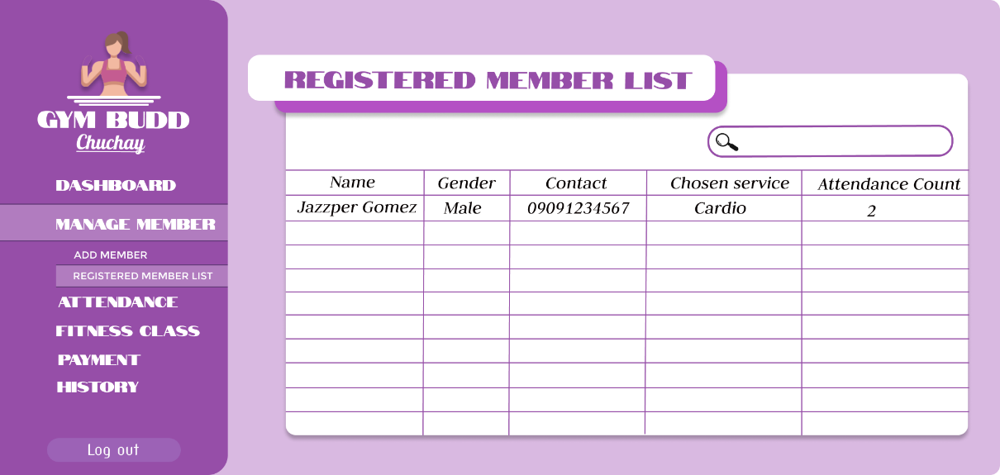 GYM BUDD
Chuchay
DASHBOARD
MANAGE MEMBER
ADD MEMBER
REGISTERED MEMBER LIST
ATTENDANCE
FITNESS CLASS
PAYMENT
HISTORY
Log out
REGISTERED MEMBER LIST
Name Gender Contact Chosen service Attendance Count
Jazzper Gomez Male 09091234567 Cardio 2